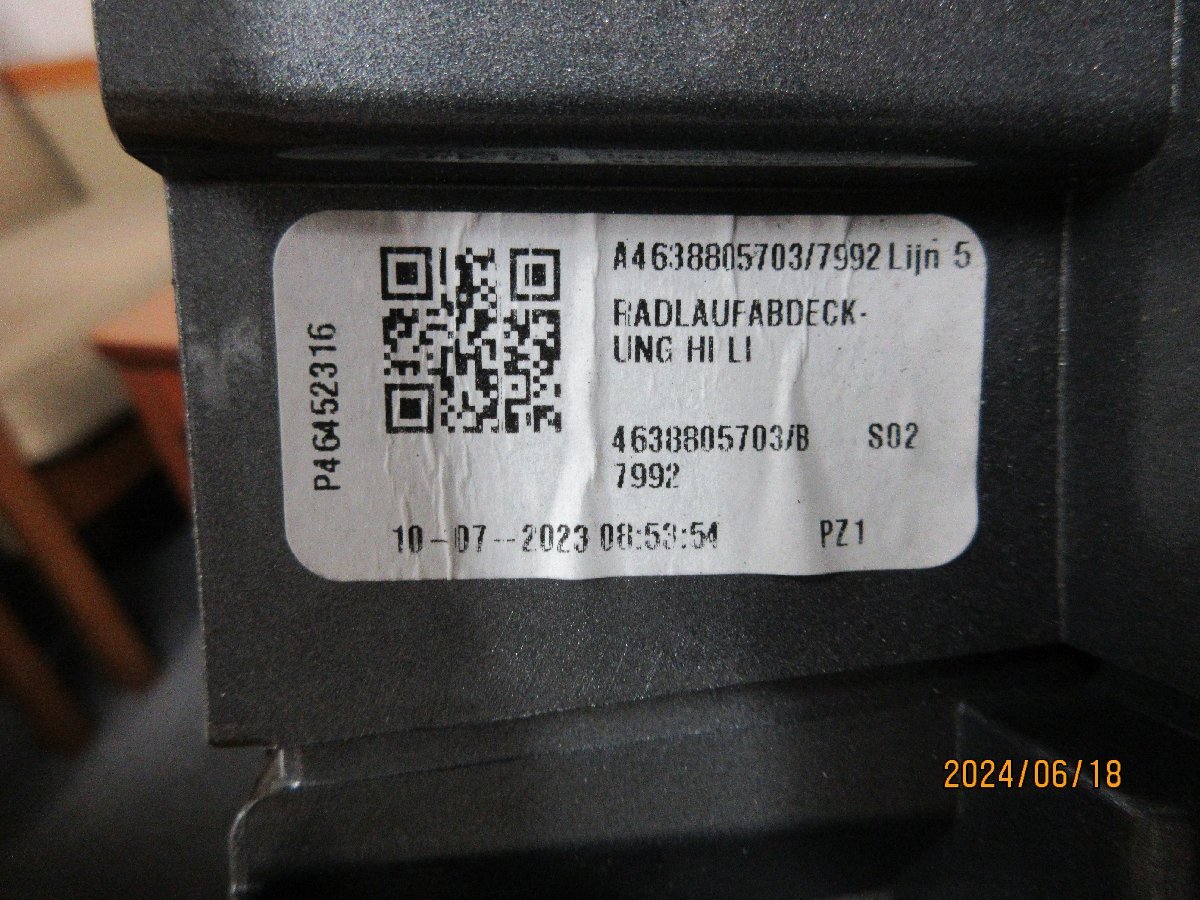 A4638805703/7992 Lijn 5
RADLAUFABDECK-
UNG HI LI
P46452316
4638805703/B S02
7992
10-07--2023 08:53:54 PZ1
2024/06/18